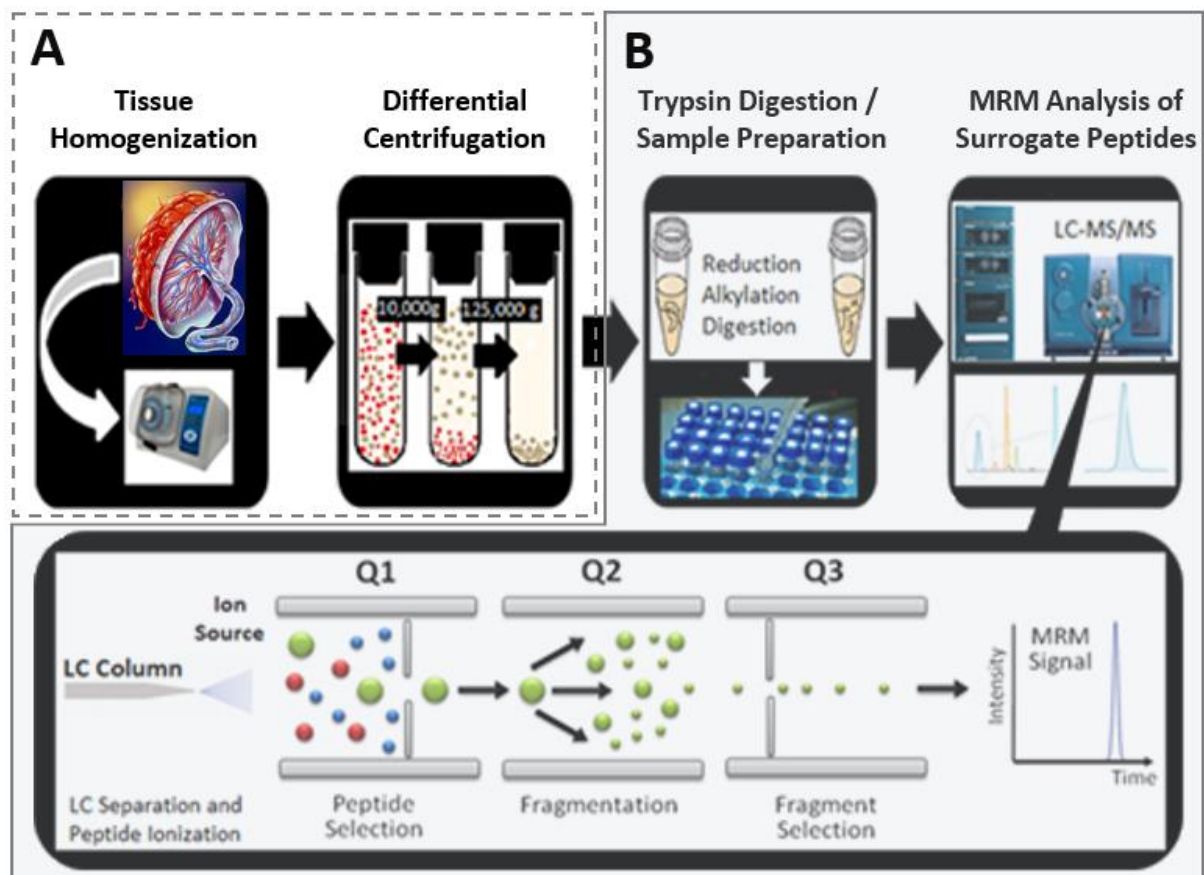 A
B
Tissue
Homogenization
Differential
Centrifugation
Trypsin Digestion /
Sample Preparation
MRM Analysis of
Surrogate Peptides
10,000g
125,000 g
Reduction
Alkylation
Digestion
LC-MS/MS
Q1
Q2
Q3
Ion
Source
LC Column
LC Separation and
Peptide Ionization
Peptide
Selection
Fragmentation
Fragment
Selection
MRM
Signal
Intensity
Time